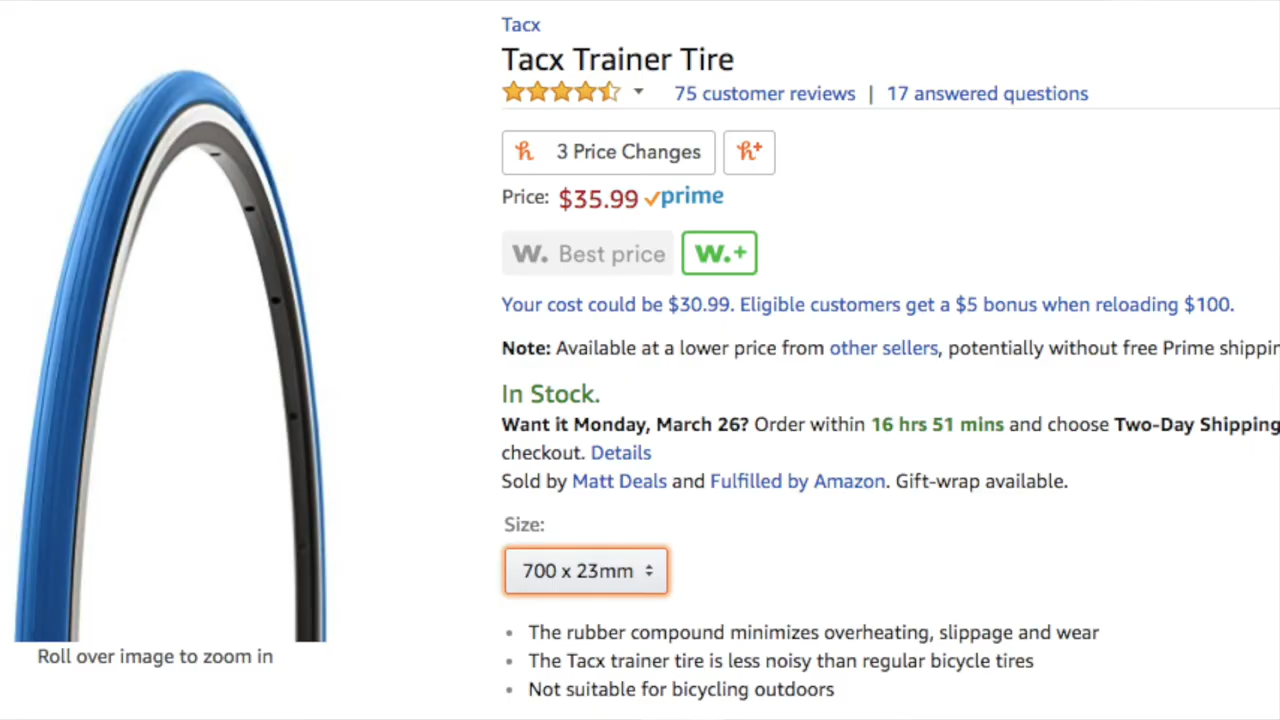 Tacx
Tacx Trainer Tire
75 customer reviews | 17 answered questions
h 3 Price Changes h+
Price: $35.99 prime
W. Best price W.+
Your cost could be $30.99. Eligible customers get a $5 bonus when reloading $100.
Note: Available at a lower price from other sellers, potentially without free Prime shippin
In Stock.
Want it Monday, March 26? Order within 16 hrs 51 mins and choose Two-Day Shipping
checkout. Details
Sold by Matt Deals and Fulfilled by Amazon. Gift-wrap available.
Size:
700 x 23mm
• The rubber compound minimizes overheating, slippage and wear
• The Tacx trainer tire is less noisy than regular bicycle tires
• Not suitable for bicycling outdoors
Roll over image to zoom in